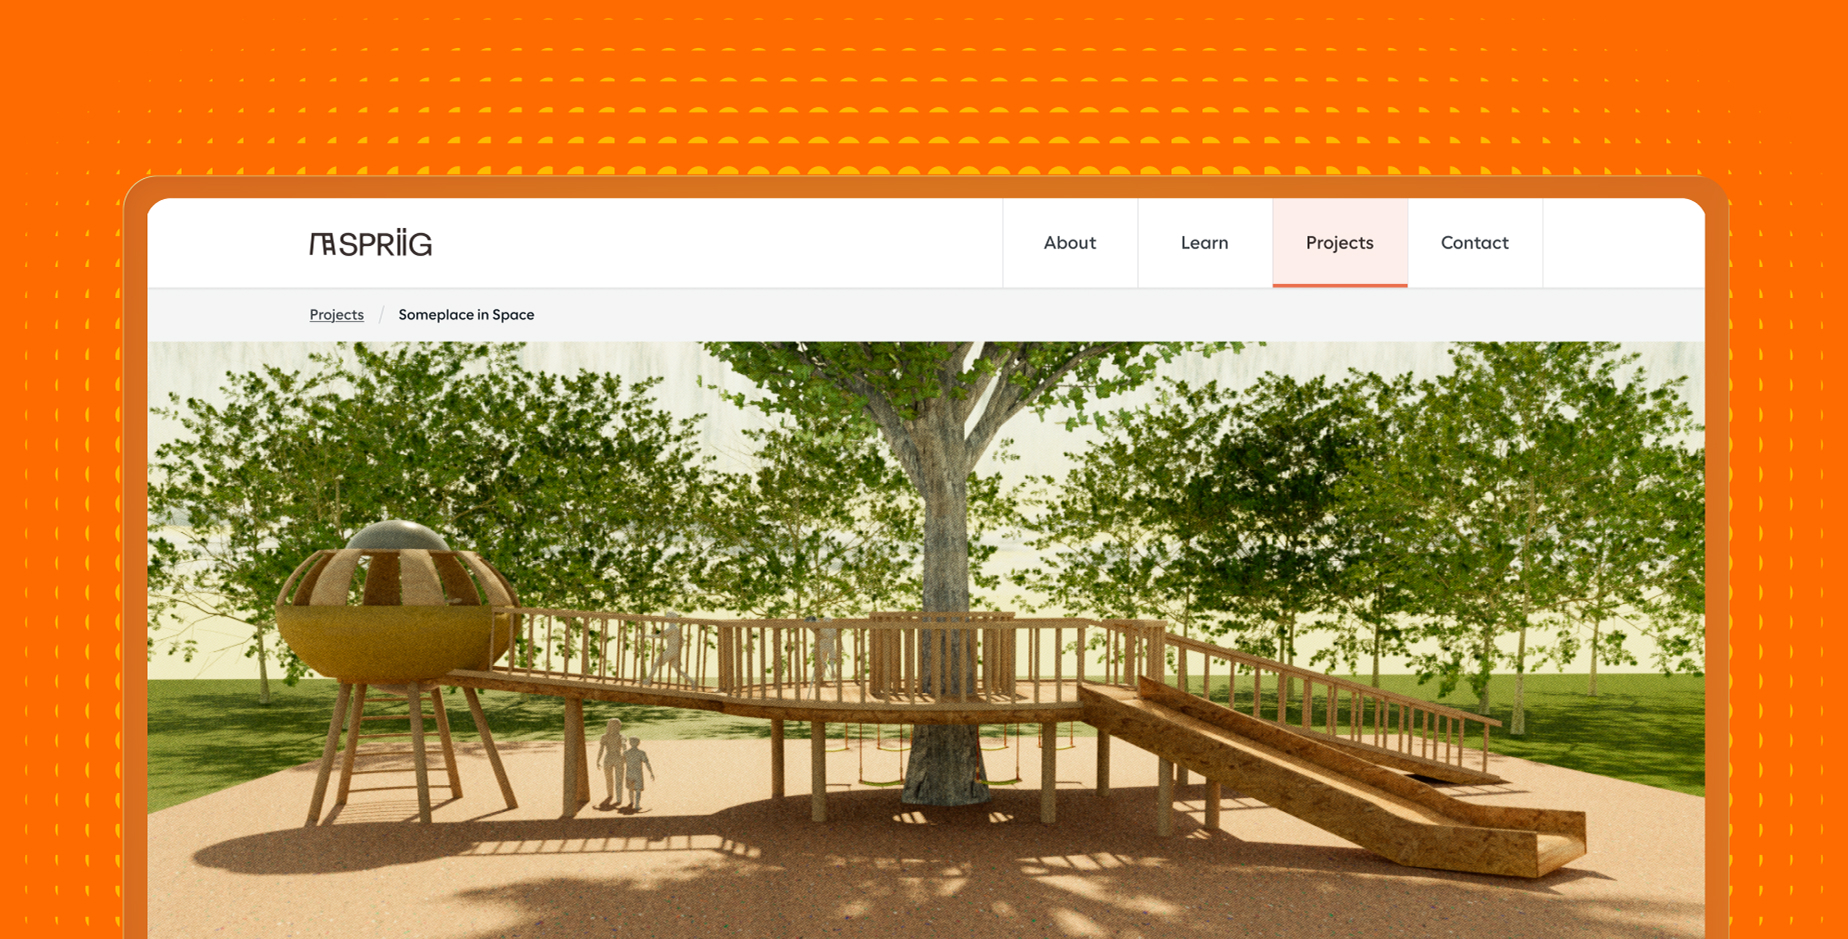 SPRiiG
About
Learn
Projects
Contact
Projects / Someplace in Space